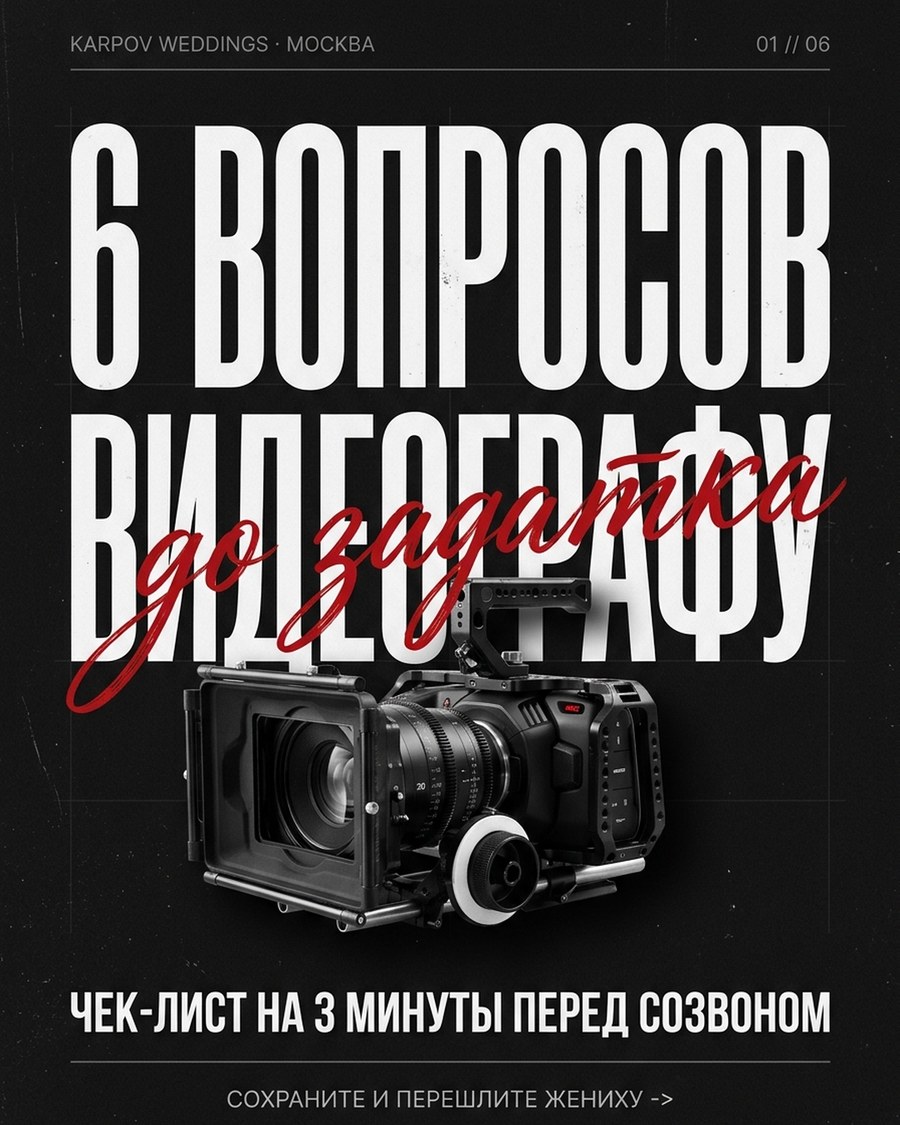 KARPOV WEDDINGS · МОСКВА
01 // 06
6 ВОПРОСОВ
ВИДЕОГРАФУ
до задатка
20
ЧЕК-ЛИСТ НА 3 МИНУТЫ ПЕРЕД СОЗВОНОМ
СОХРАНИТЕ И ПЕРЕШЛИТЕ ЖЕНИХУ ->